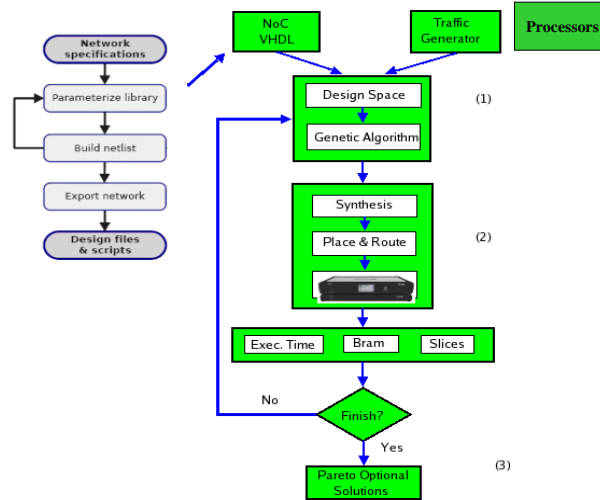 Network
specifications
Parameterize library
Build netlist
Export network
Design files
& scripts
NoC
VHDL
Traffic
Generator
Processors
Design Space
Genetic Algorithm
(1)
Synthesis
Place & Route
(2)
Exec. Time
Bram
Slices
No
Finish?
Yes
Pareto Optional
Solutions
(3)